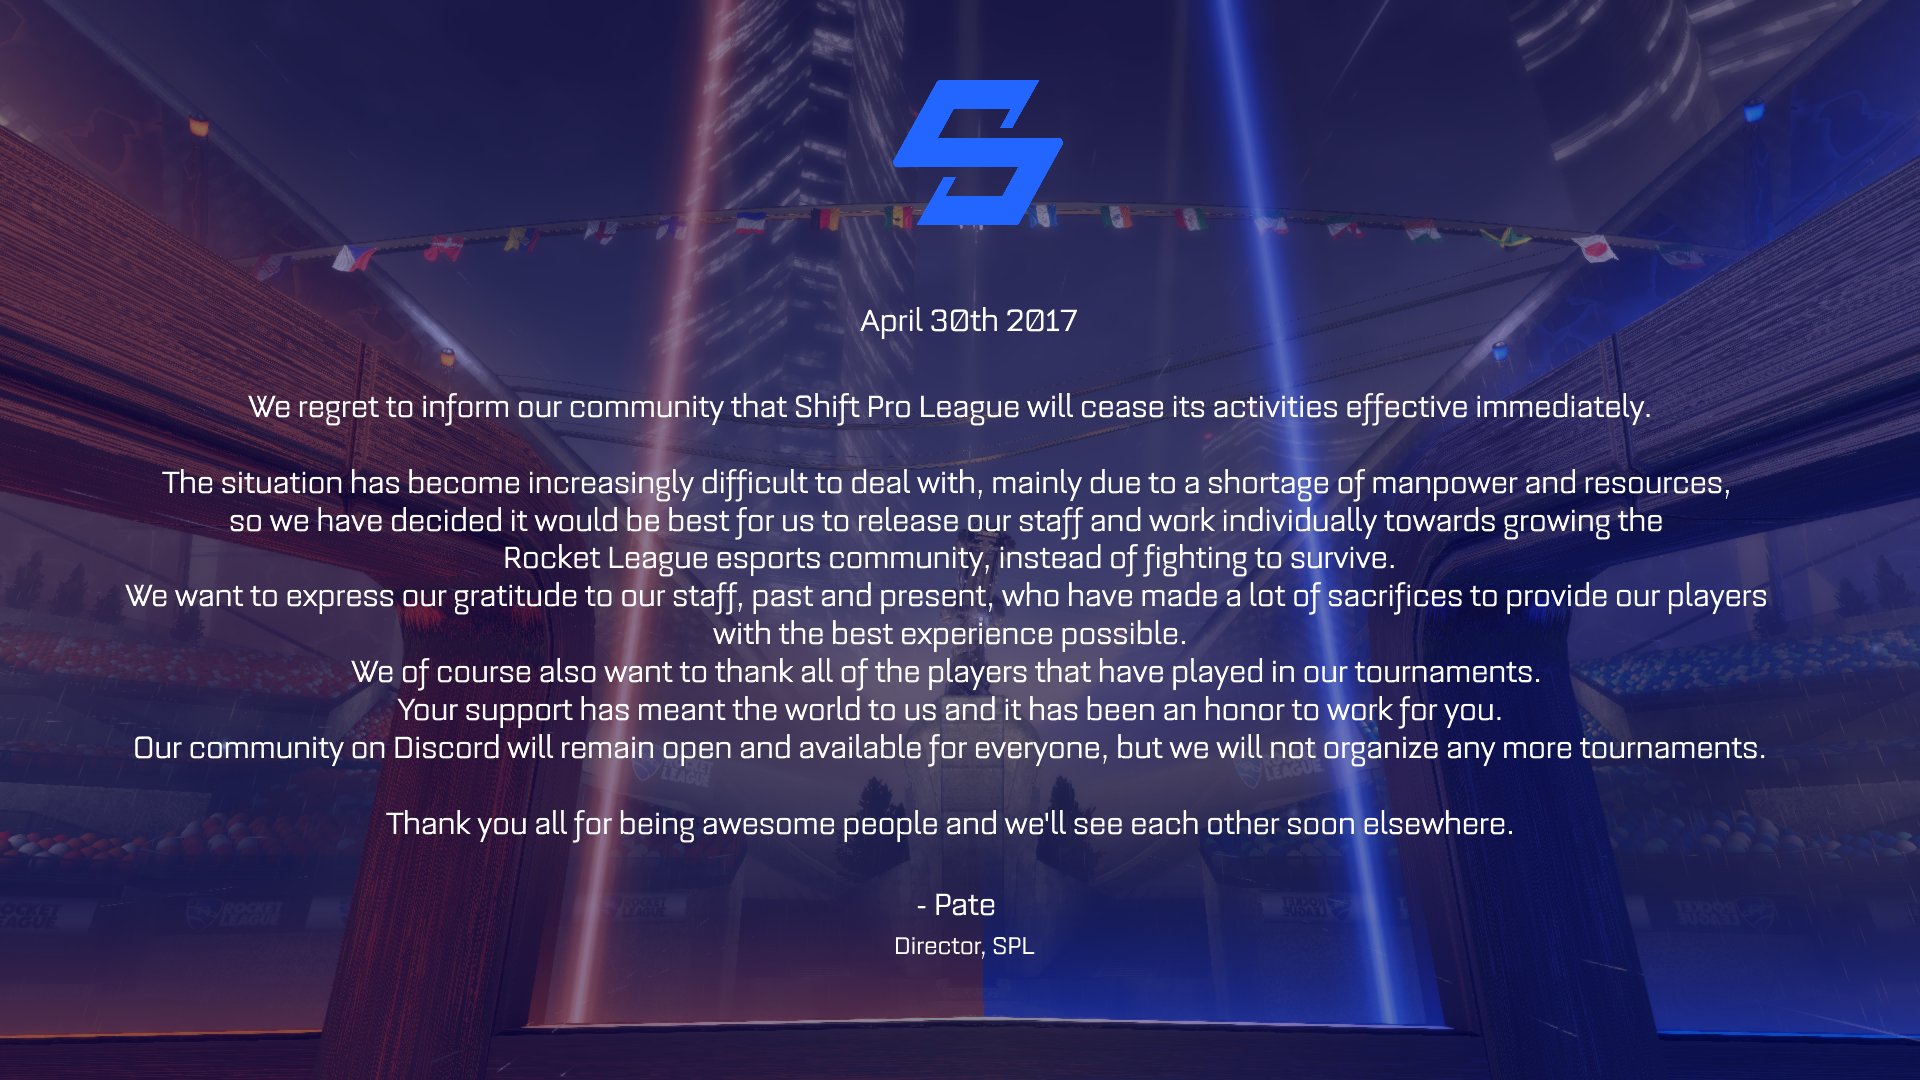 April 30th 2017
We regret to inform our community that Shift Pro League will cease its activities effective immediately.
The situation has become increasingly difficult to deal with, mainly due to a shortage of manpower and resources,
so we have decided it would be best for us to release our staff and work individually towards growing the
Rocket League esports community, instead of fighting to survive.
We want to express our gratitude to our staff, past and present, who have made a lot of sacrifices to provide our players
with the best experience possible.
We of course also want to thank all of the players that have played in our tournaments.
Your support has meant the world to us and it has been an honor to work for you.
Our community on Discord will remain open and available for everyone, but we will not organize any more tournaments.
Thank you all for being awesome people and we'll see each other soon elsewhere.
- Pate
Director, SPL
ROCKET
LEAGUE